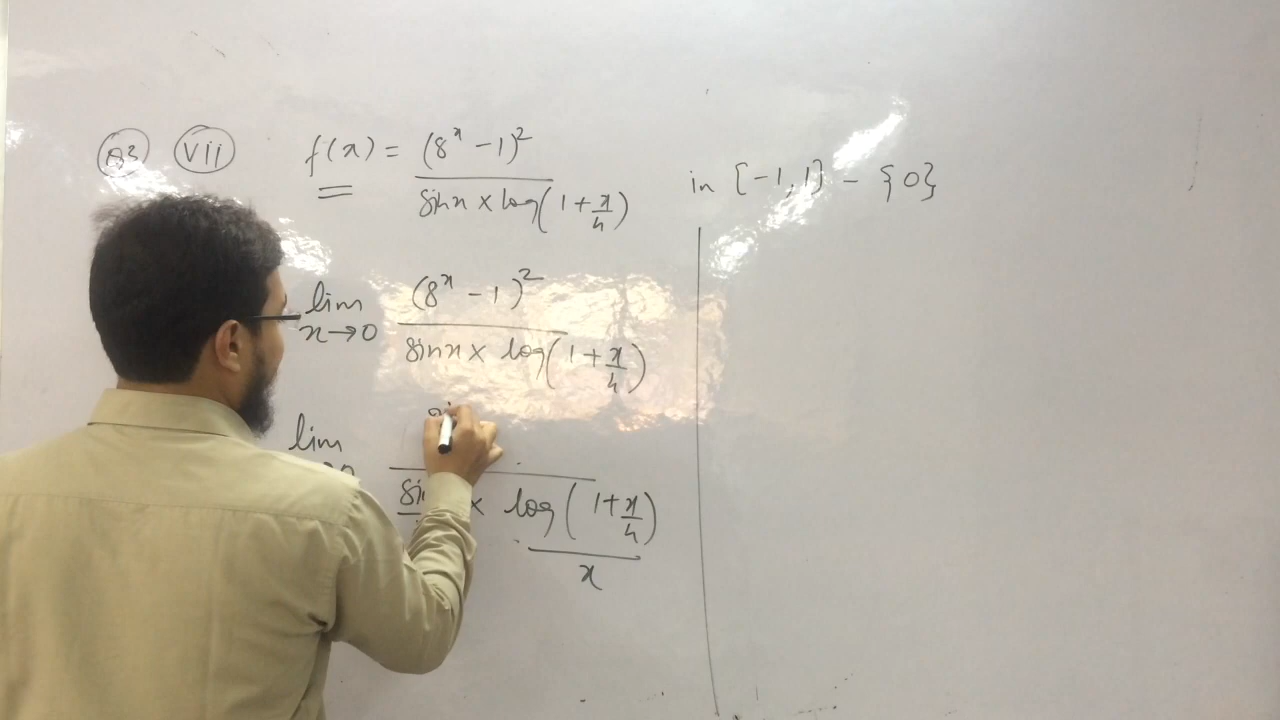 Q3 (vii) f(x) = (8^x - 1)^2 / sin x × log(1 + x/4) in [-1, 1] - {0}
lim x→0 (8^x - 1)^2 / sin x × log(1 + x/4)
lim / × log(1 + x/4) / x